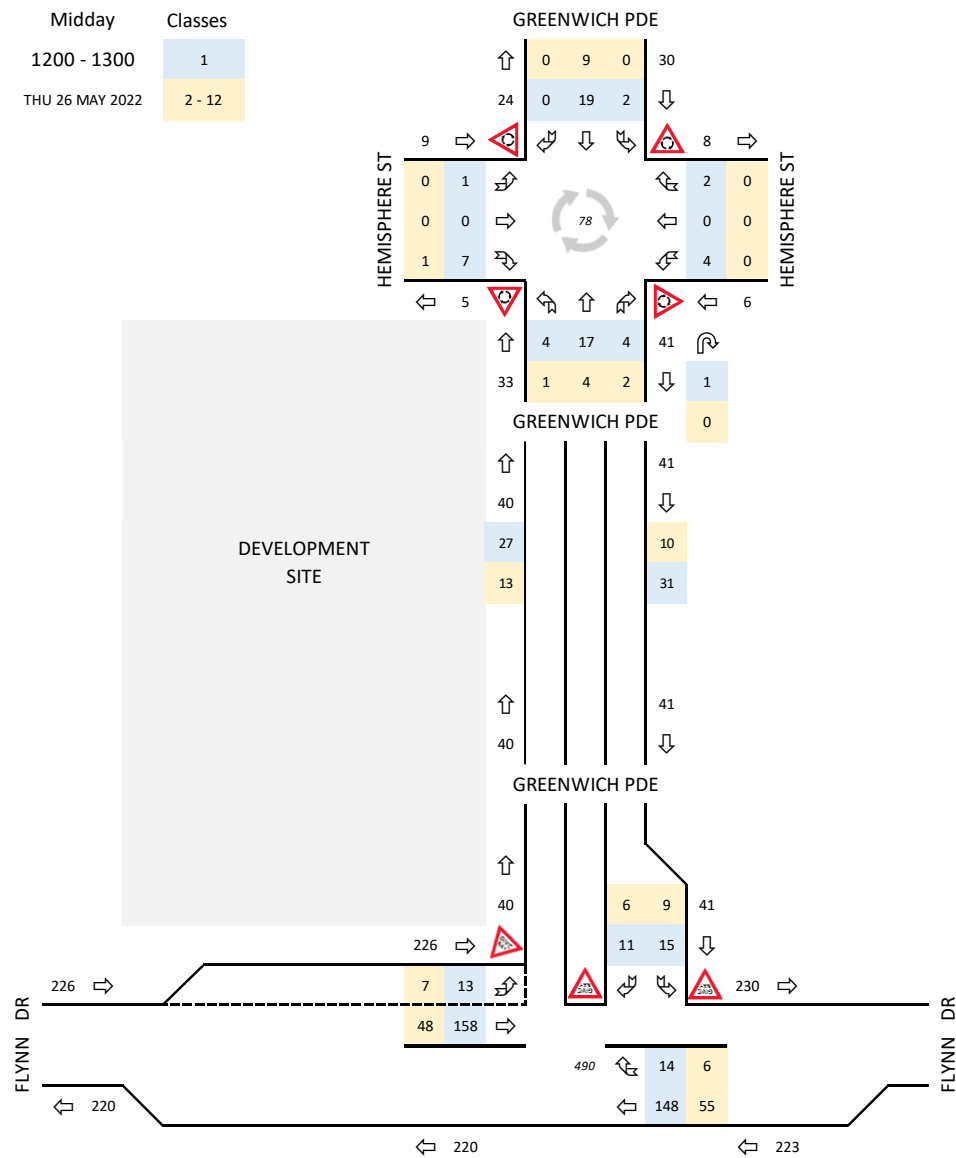 Midday Classes
1200 - 1300 1
THU 26 MAY 2022 2 - 12
GREENWICH PDE
0 9 0 30
24 0 19 2
9 8
HEMISPHERE ST
0 1 2 0
0 0 78 0 0
1 7 4 0
HEMISPHERE ST
5 6
4 17 4 41
33 1 4 2 1
GREENWICH PDE 0
41
40
DEVELOPMENT
SITE
27 10
13 31
41
40
GREENWICH PDE
40 6 9 41
226 11 15
226 7 13 230
FLYNN DR
48 158
FLYNN DR
490 14 6
220 148 55
220 223